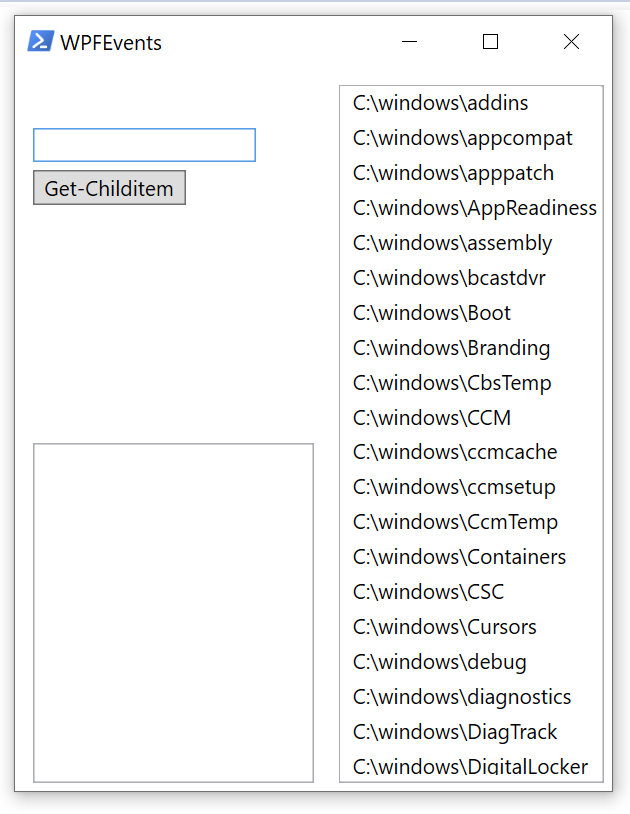 WPFEvents
Get-Childitem
C:\windows\addins
C:\windows\appcompat
C:\windows\apppatch
C:\windows\AppReadiness
C:\windows\assembly
C:\windows\bcastdvr
C:\windows\Boot
C:\windows\Branding
C:\windows\CbsTemp
C:\windows\CCM
C:\windows\ccmcache
C:\windows\ccmsetup
C:\windows\CcmTemp
C:\windows\Containers
C:\windows\CSC
C:\windows\Cursors
C:\windows\debug
C:\windows\diagnostics
C:\windows\DiagTrack
C:\windows\DigitalLocker